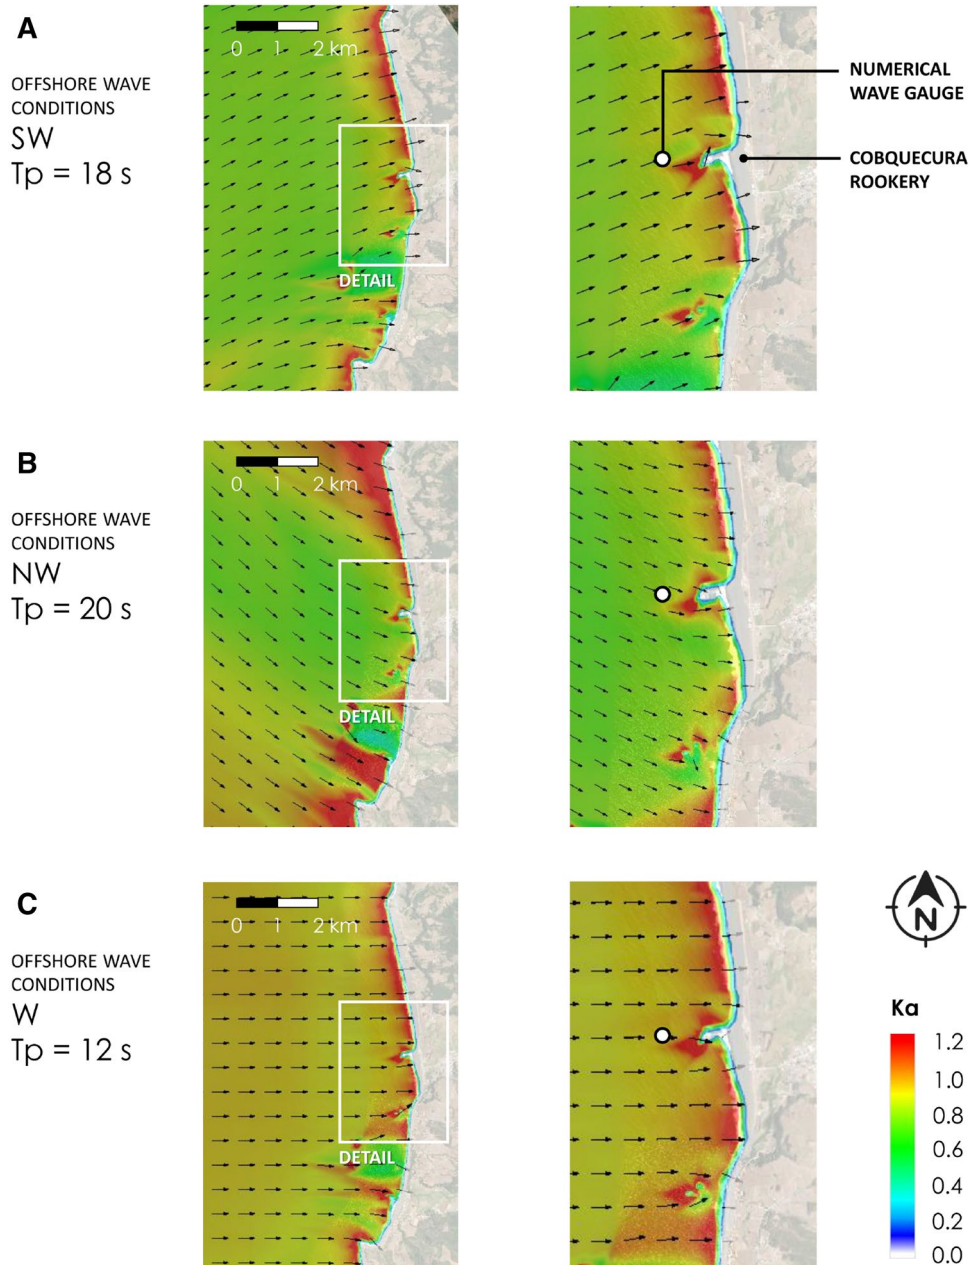 A
OFFSHORE WAVE
CONDITIONS
SW
Tp = 18 s
0 1 2 km
DETAIL
NUMERICAL
WAVE GAUGE
COBQUECURA
ROOKERY
B
OFFSHORE WAVE
CONDITIONS
NW
Tp = 20 s
0 1 2 km
DETAIL
C
OFFSHORE WAVE
CONDITIONS
W
Tp = 12 s
0 1 2 km
DETAIL
N
Ka
1.2
1.0
0.8
0.6
0.4
0.2
0.0